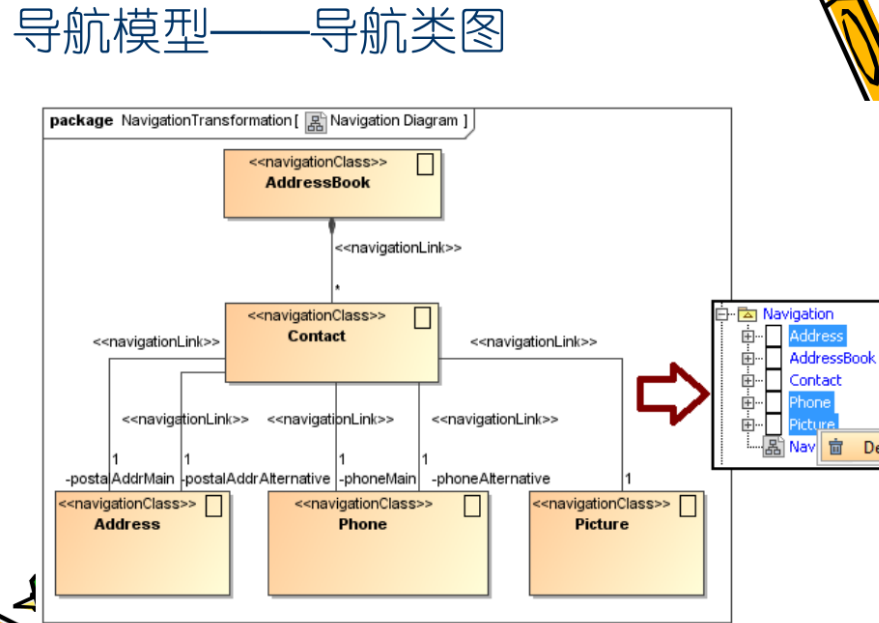 导航模型——导航类图
package NavigationTransformation [ Navigation Diagram ]
<<navigationClass>>
AddressBook
<<navigationLink>>
*
<<navigationClass>>
Contact
<<navigationLink>>
<<navigationLink>>
<<navigationLink>>
<<navigationLink>>
<<navigationLink>>
1
1
1
1
1
-postalAddrMain
-postalAddrAlternative
-phoneMain
-phoneAlternative
<<navigationClass>>
Address
<<navigationClass>>
Phone
<<navigationClass>>
Picture
Navigation
Address
AddressBook
Contact
Phone
Picture
Nav
De